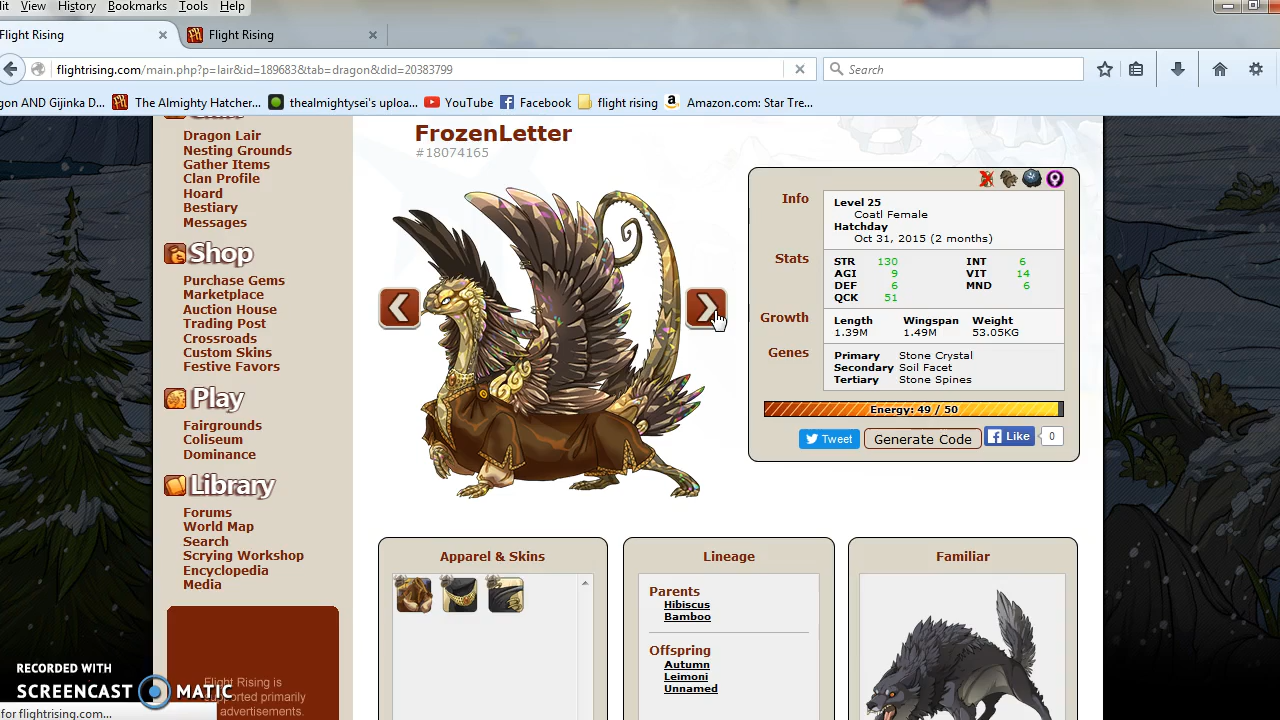 lit View History Bookmarks Tools Help
Flight Rising × Flight Rising ×
flightrising.com/main.php?p=lair&id=189683&tab=dragon&did=20383799 Search
gon AND Gijinka D... The Almighty Hatcher... thealmightysei's uploa... YouTube Facebook flight rising Amazon.com: Star Tre...
Dragon Lair
Nesting Grounds
Gather Items
Clan Profile
Hoard
Bestiary
Messages
Shop
Purchase Gems
Marketplace
Auction House
Trading Post
Crossroads
Custom Skins
Festive Favors
Play
Fairgrounds
Coliseum
Dominance
Library
Forums
World Map
Search
Scrying Workshop
Encyclopedia
Media
Flight Rising is
supported primarily
advertisements.
FrozenLetter
#18074165
Info
Level 25
Coatl Female
Hatchday
Oct 31, 2015 (2 months)
Stats
STR 130 INT 6
AGI 9 VIT 14
DEF 6 MND 6
QCK 51
Growth
Length Wingspan Weight
1.39M 1.49M 53.05KG
Genes
Primary Stone Crystal
Secondary Soil Facet
Tertiary Stone Spines
Energy: 49 / 50
Tweet Generate Code Like 0
Apparel & Skins
Lineage
Parents
Hibiscus
Bamboo
Offspring
Autumn
Leimoni
Unnamed
Familiar
RECORDED WITH
SCREENCAST MATIC
for flightrising.com...